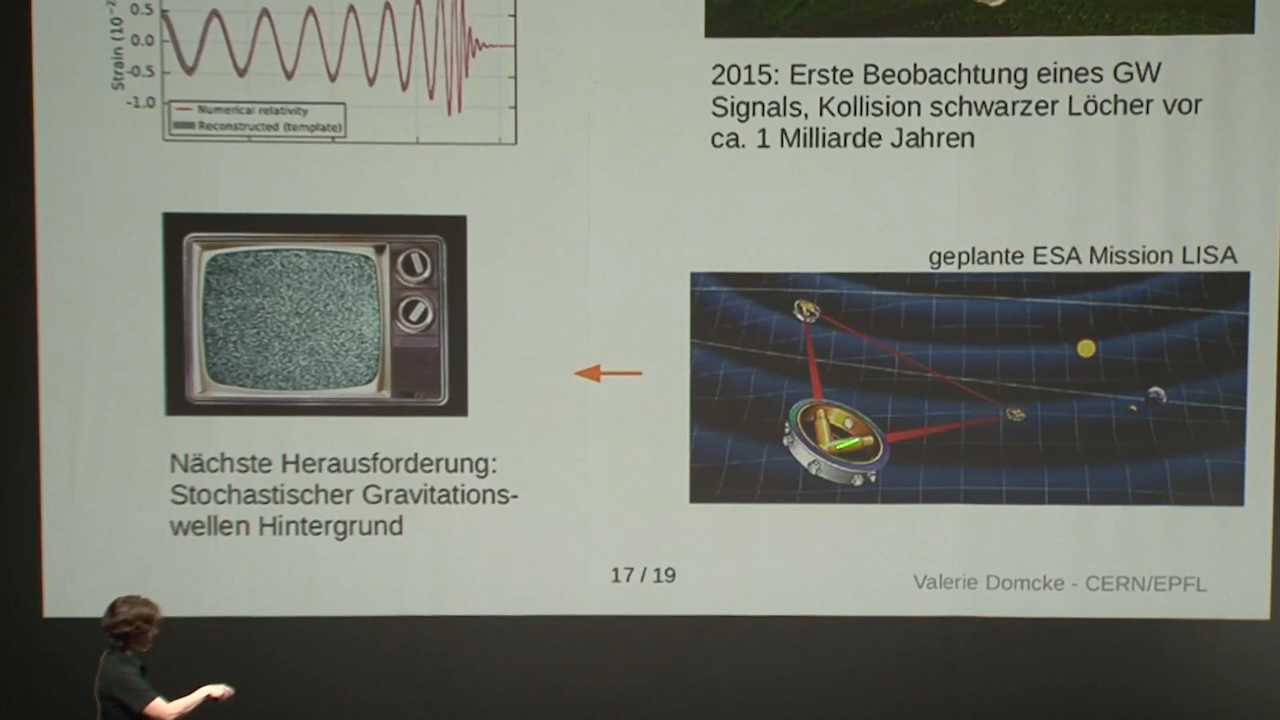 Strain (10⁻²
0.5
0.0
-0.5
-1.0
Numerical relativity
Reconstructed (template)
2015: Erste Beobachtung eines GW
Signals, Kollision schwarzer Löcher vor
ca. 1 Milliarde Jahren
geplante ESA Mission LISA
Nächste Herausforderung:
Stochastischer Gravitations-
wellen Hintergrund
17 / 19
Valerie Domcke - CERN/EPFL